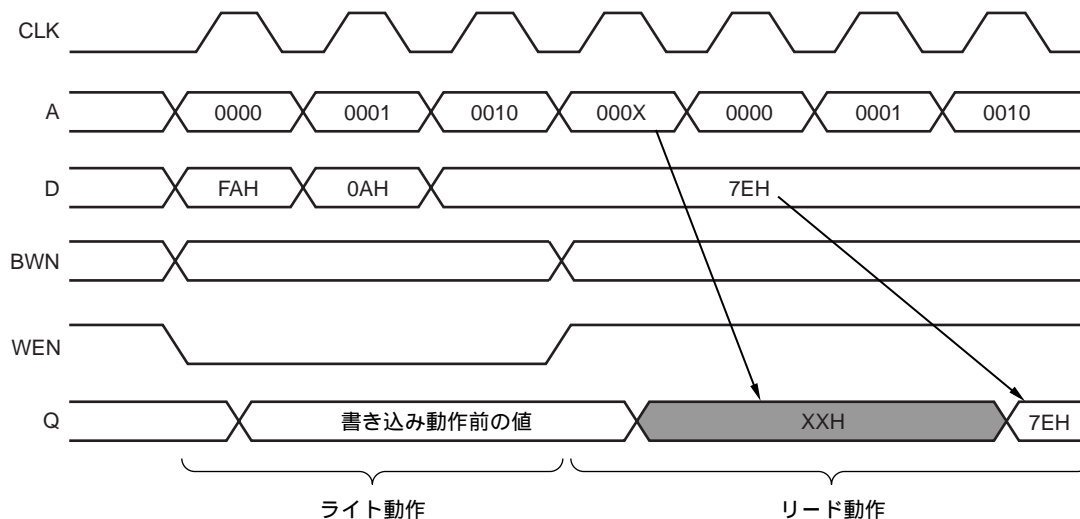 CLK
A 0000 0001 0010 000X 0000 0001 0010
D FAH 0AH 7EH
BWN
WEN
Q 書き込み動作前の値 XXH 7EH
ライト動作 リード動作